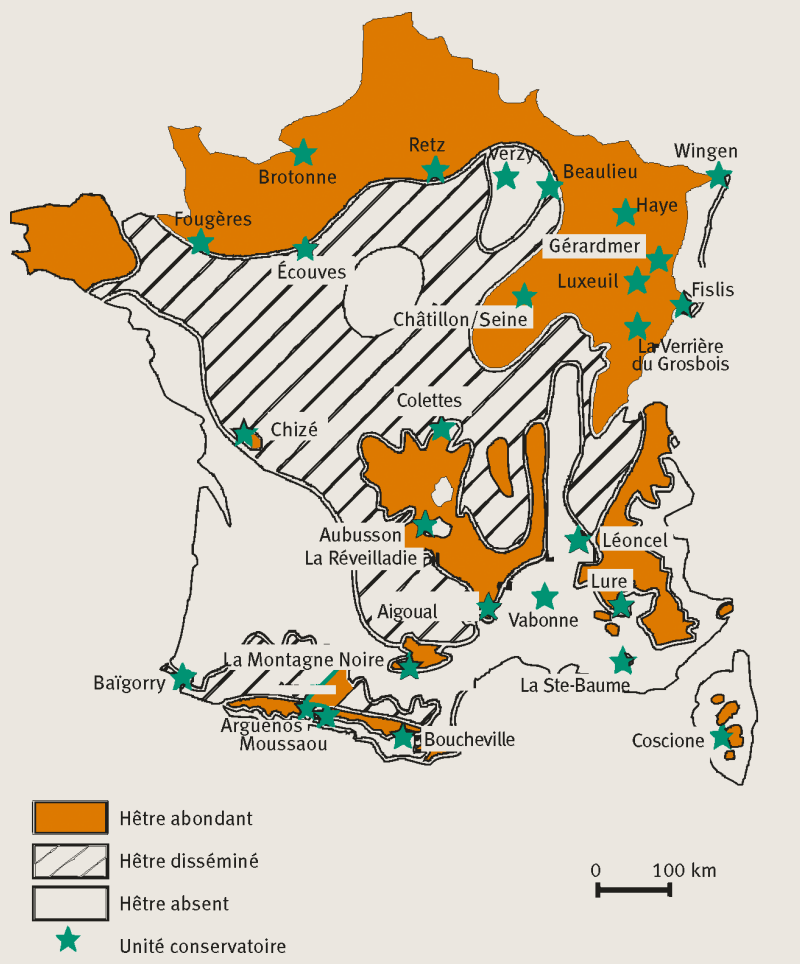 Retz
Verzy
Wingen
Brotonne
Beaulieu
Haye
Fougères
Écouves
Gérardmer
Luxeuil
Fislis
Châtillon/Seine
La Verrière
du Grosbois
Colettes
Chizé
Aubusson
La Réveilladie
Léoncel
Lure
Aigoual
Vabonne
La Montagne Noire
Baïgorry
La Ste-Baume
Arguenos
Moussaou
Boucheville
Coscione
Hêtre abondant
Hêtre disséminé
Hêtre absent
Unité conservatoire
0 100 km